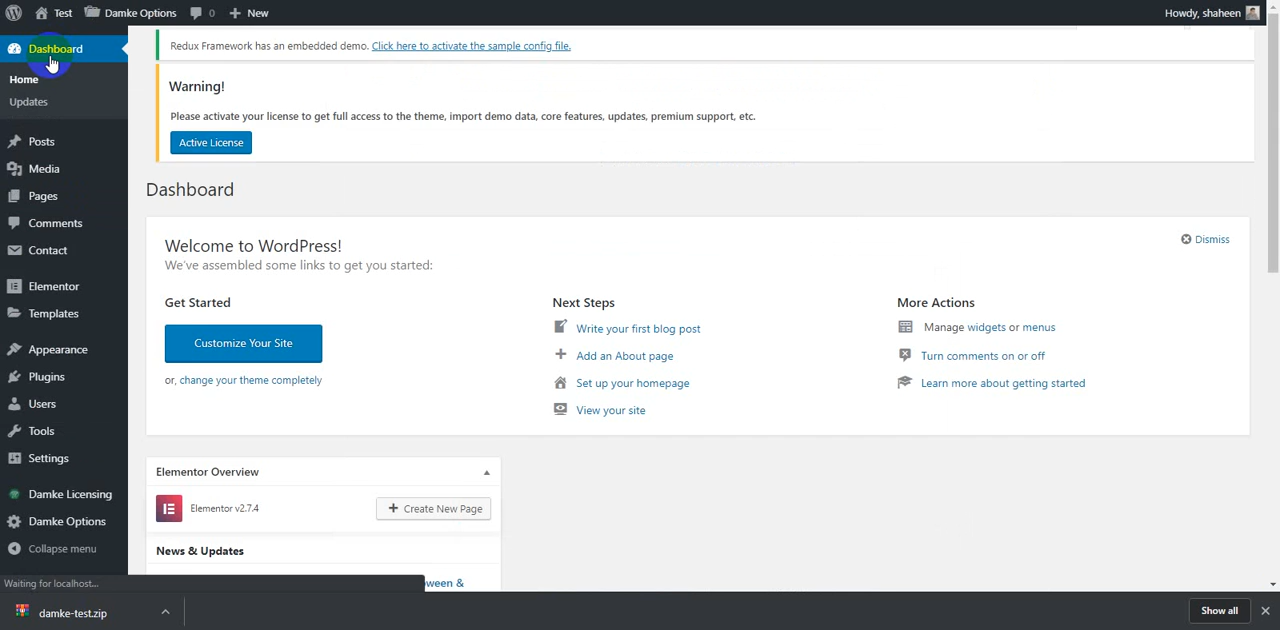 Test Damke Options 0 New Howdy, shaheen
Dashboard
Home
Updates
Posts
Media
Pages
Comments
Contact
Elementor
Templates
Appearance
Plugins
Users
Tools
Settings
Damke Licensing
Damke Options
Collapse menu
Redux Framework has an embedded demo. Click here to activate the sample config file.
Warning!
Please activate your license to get full access to the theme, import demo data, core features, updates, premium support, etc.
Active License
Dashboard
Welcome to WordPress!
Dismiss
We've assembled some links to get you started:
Get Started
Customize Your Site
or, change your theme completely
Next Steps
Write your first blog post
Add an About page
Set up your homepage
View your site
More Actions
Manage widgets or menus
Turn comments on or off
Learn more about getting started
Elementor Overview
Elementor v2.7.4
Create New Page
News & Updates
ween &
Waiting for localhost...
damke-test.zip
Show all